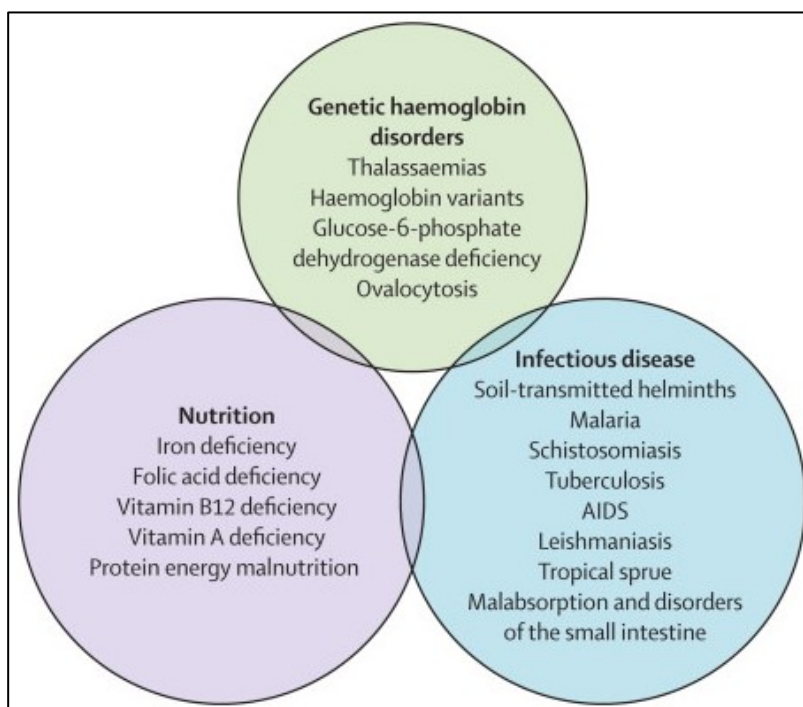 Genetic haemoglobin
disorders
Thalassaemias
Haemoglobin variants
Glucose-6-phosphate
dehydrogenase deficiency
Ovalocytosis
Nutrition
Iron deficiency
Folic acid deficiency
Vitamin B12 deficiency
Vitamin A deficiency
Protein energy malnutrition
Infectious disease
Soil-transmitted helminths
Malaria
Schistosomiasis
Tuberculosis
AIDS
Leishmaniasis
Tropical sprue
Malabsorption and disorders
of the small intestine